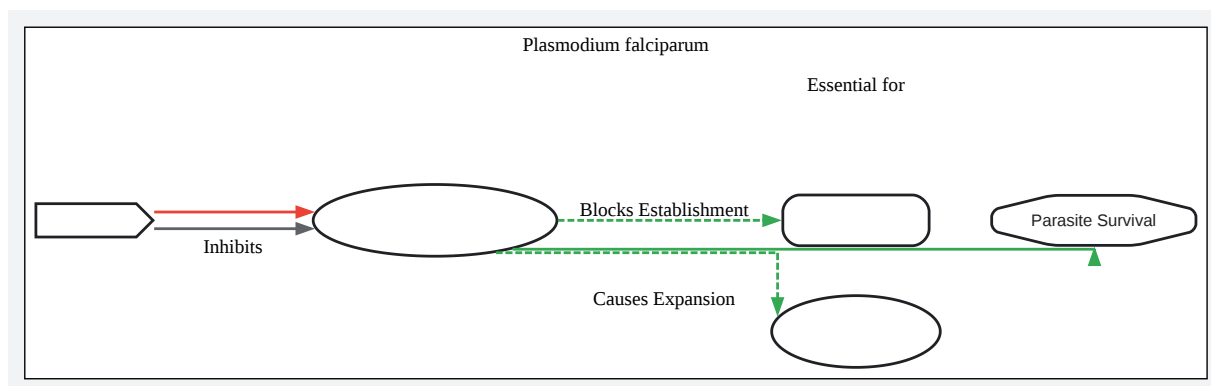 Plasmodium falciparum
Essential for
Blocks Establishment
Parasite Survival
Inhibits
Causes Expansion